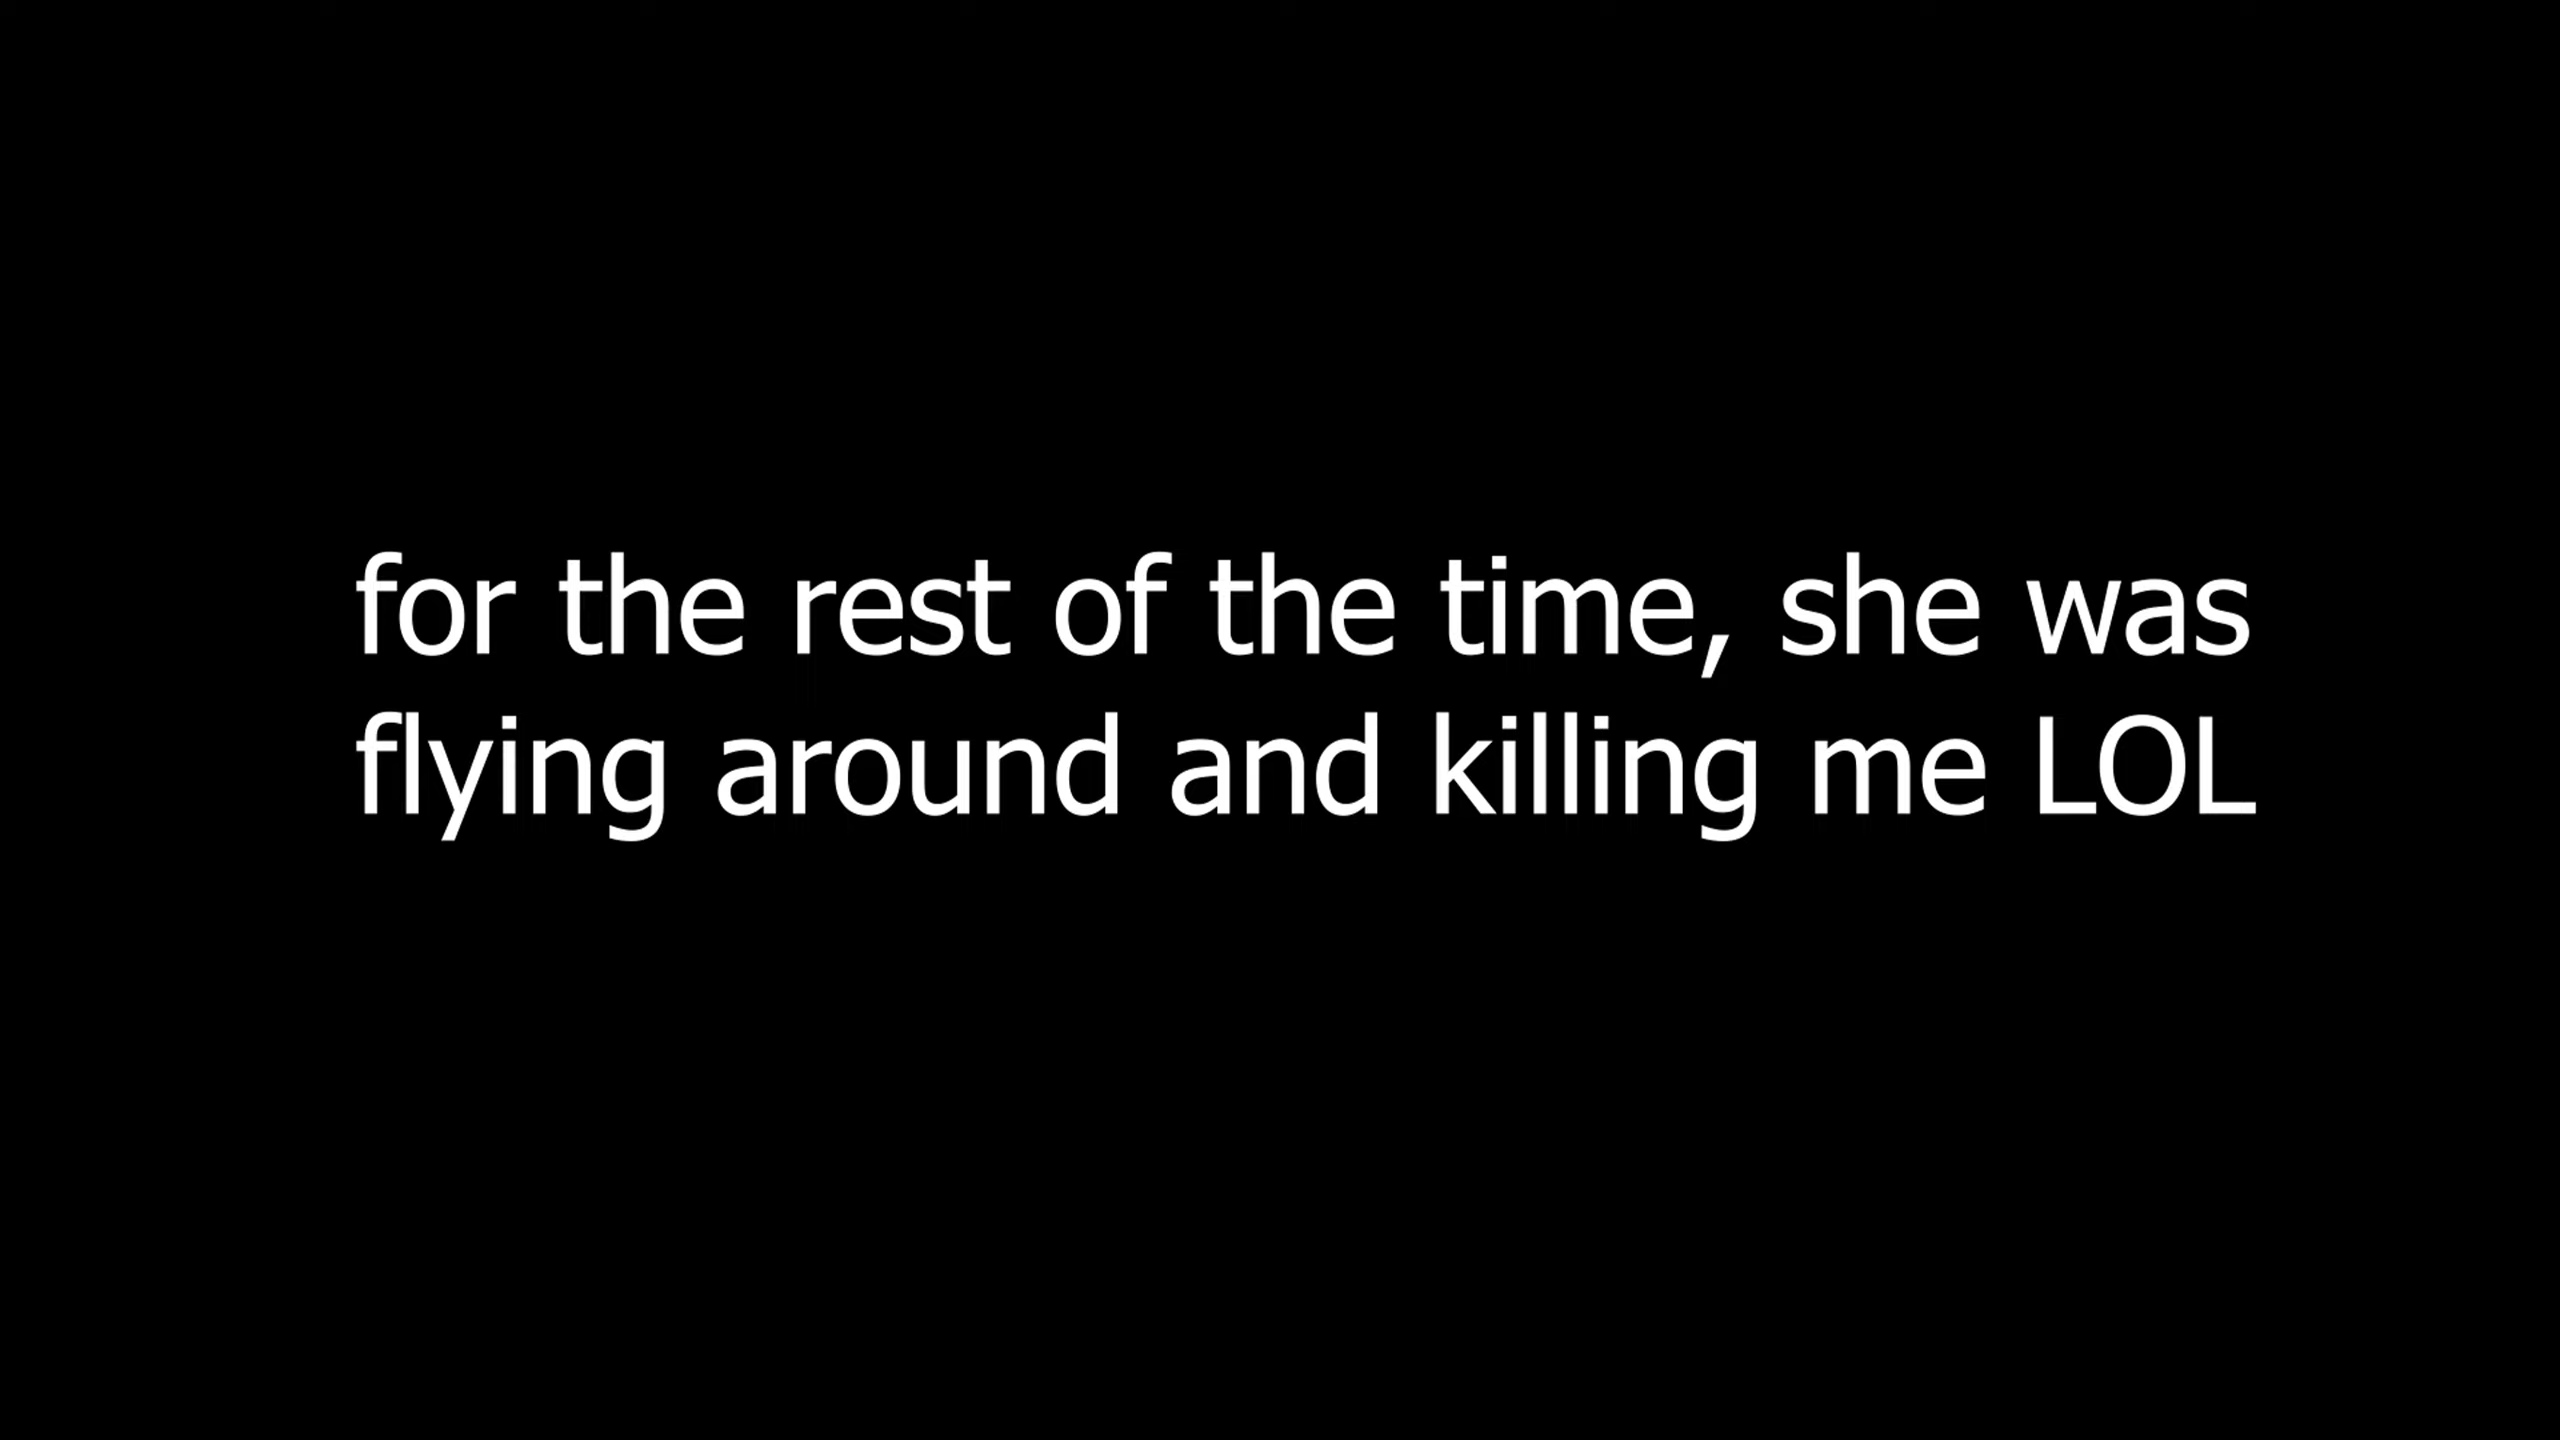 for the rest of the time, she was
flying around and killing me LOL